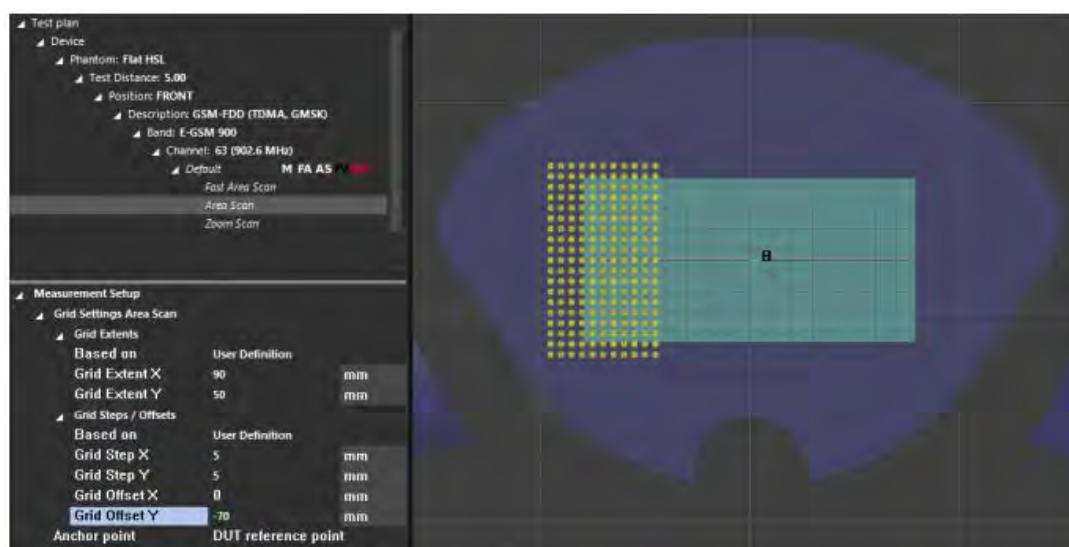 Test plan
Device
Phantom: Flat HSL
Test Distance: 5.00
Position: FRONT
Description: GSM-FDD (TDMA, GMSK)
Band: E-GSM 900
Channel: 63 (902.6 MHz)
Default M FA AS
Fast Area Scan
Area Scan
Zoom Scan
Measurement Setup
Grid Settings Area Scan
Grid Extents
Based on User Definition
Grid Extent X 90 mm
Grid Extent Y 50 mm
Grid Steps / Offsets
Based on User Definition
Grid Step X 5 mm
Grid Step Y 5 mm
Grid Offset X 0 mm
Grid Offset Y -70 mm
Anchor point DUT reference point